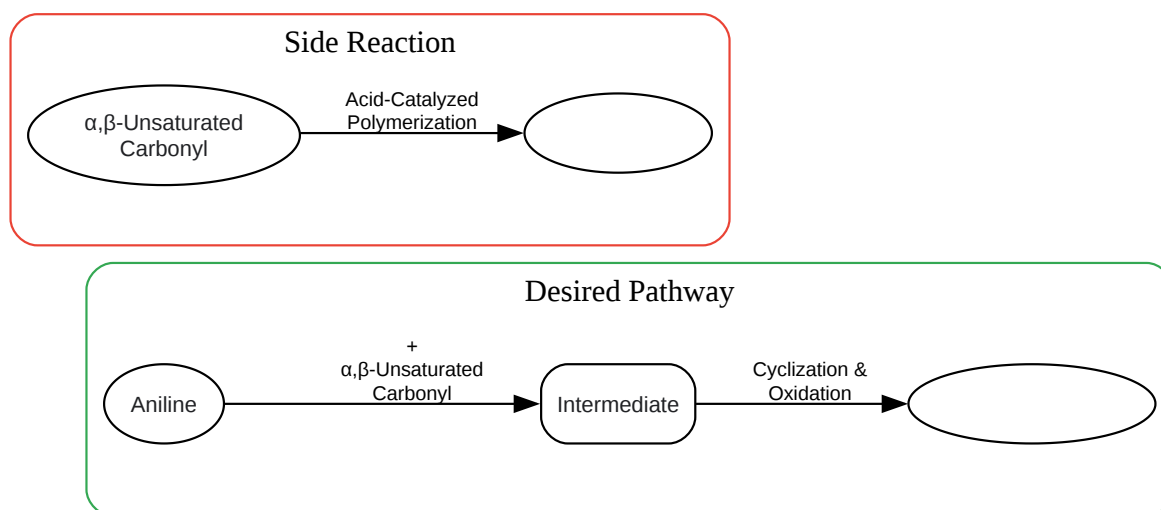 Side Reaction
α,β-Unsaturated
Carbonyl
Acid-Catalyzed
Polymerization
Desired Pathway
Aniline
+
α,β-Unsaturated
Carbonyl
Intermediate
Cyclization &
Oxidation